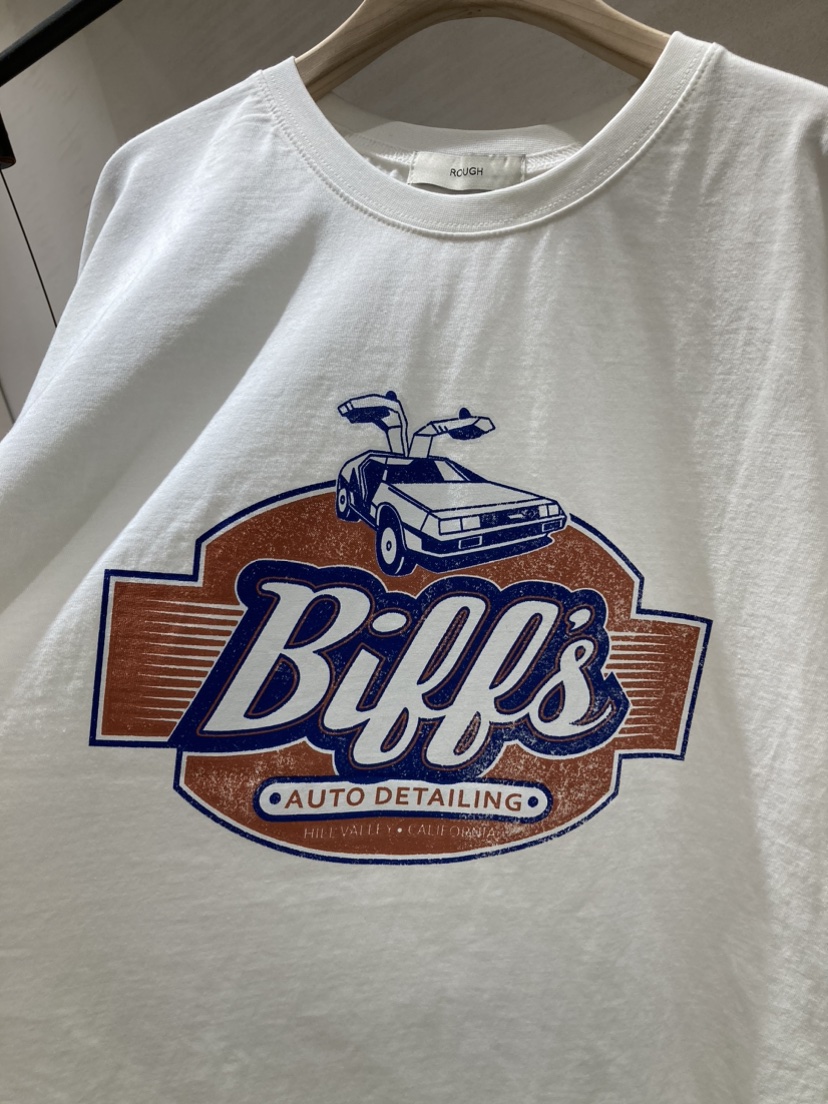 ROUGH
Biff's
• AUTO DETAILING •
HILL VALLEY • CALIFORNIA